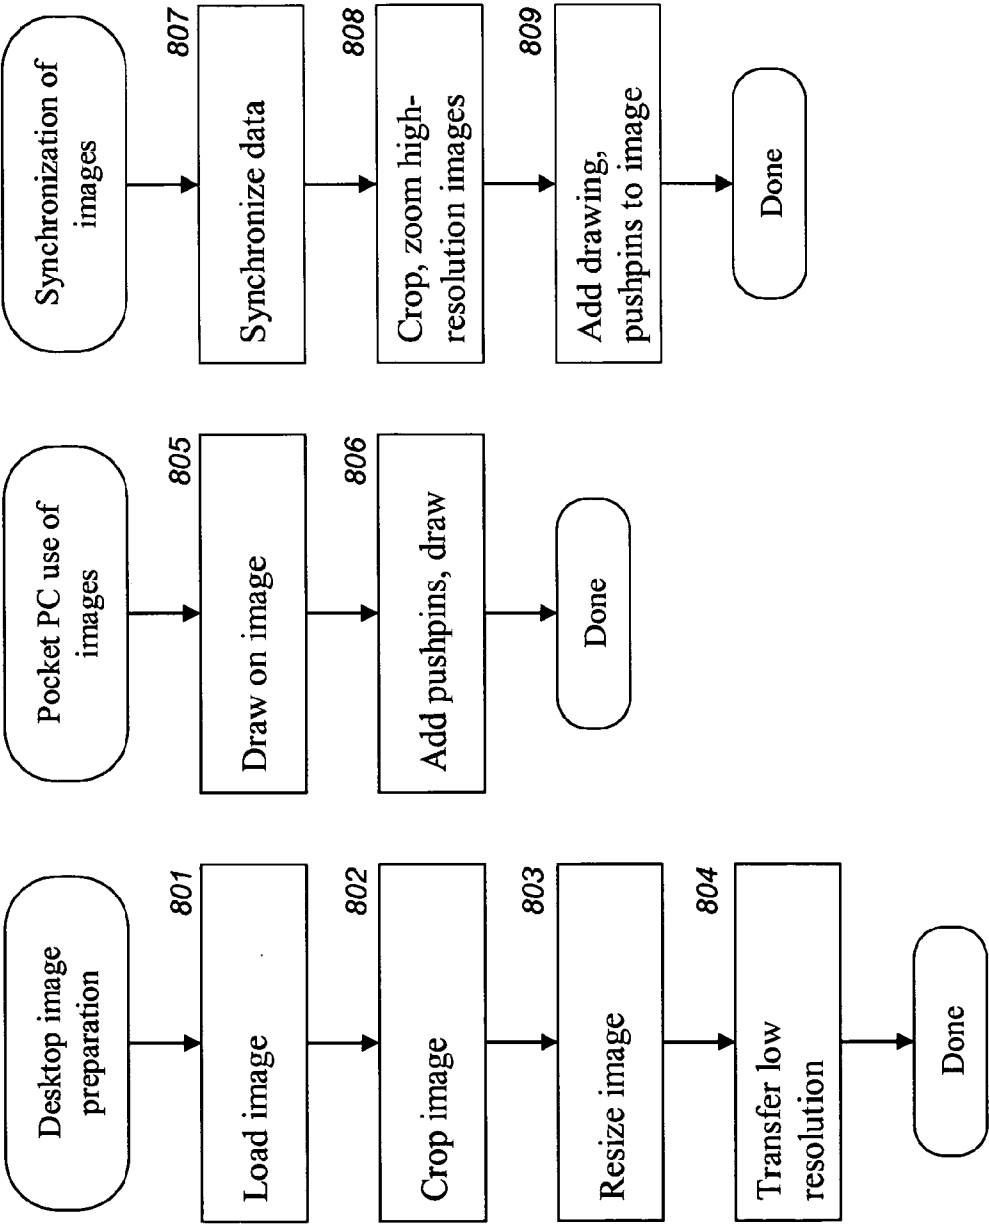 Desktop image
preparation
801
Load image
802
Crop image
803
Resize image
804
Transfer low
resolution
Done
Pocket PC use of
images
805
Draw on image
806
Add pushpins, draw
Done
Synchronization of
images
807
Synchronize data
808
Crop, zoom high-
resolution images
809
Add drawing,
pushpins to image
Done